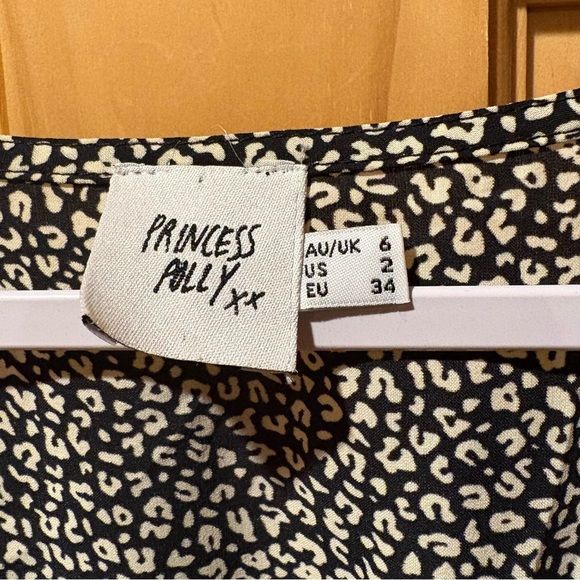 PRINCESS
POLLY xx
AU/UK 6
US 2
EU 34